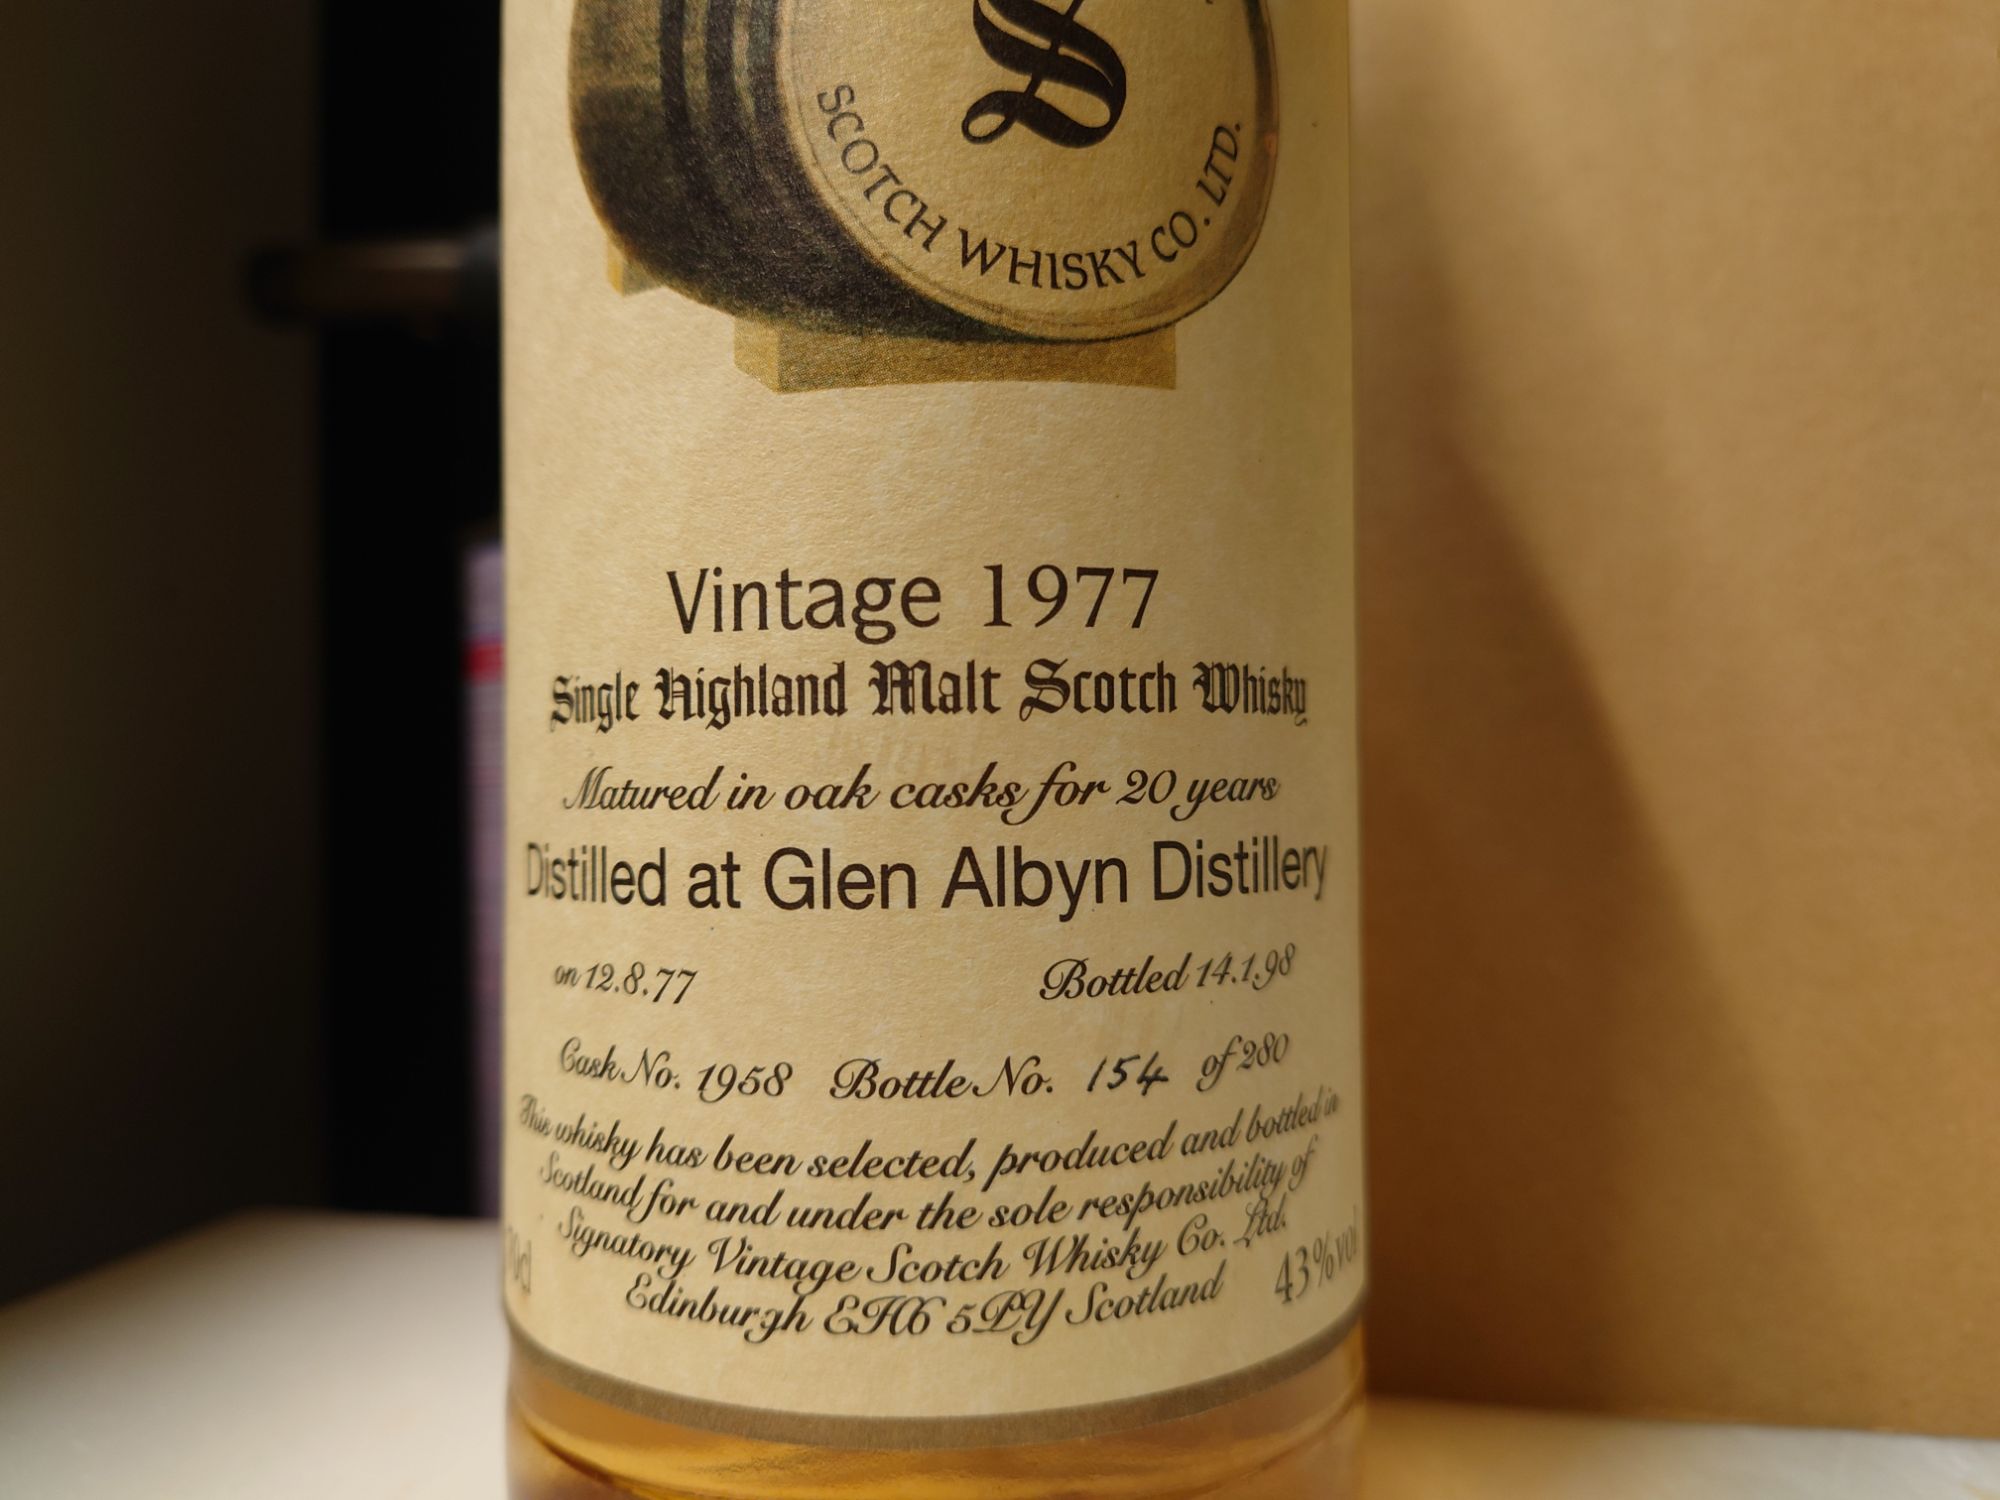 S
SCOTCH WHISKY CO. LTD.
Vintage 1977
Single Highland Malt Scotch Whisky
Matured in oak casks for 20 years
Distilled at Glen Albyn Distillery
on 12.8.77 Bottled 14.1.98
Cask No. 1958 Bottle No. 154 of 280
This whisky has been selected, produced and bottled in
Scotland for and under the sole responsibility of
Signatory Vintage Scotch Whisky Co. Ltd.
Edinburgh EH6 5PY Scotland
43%vol